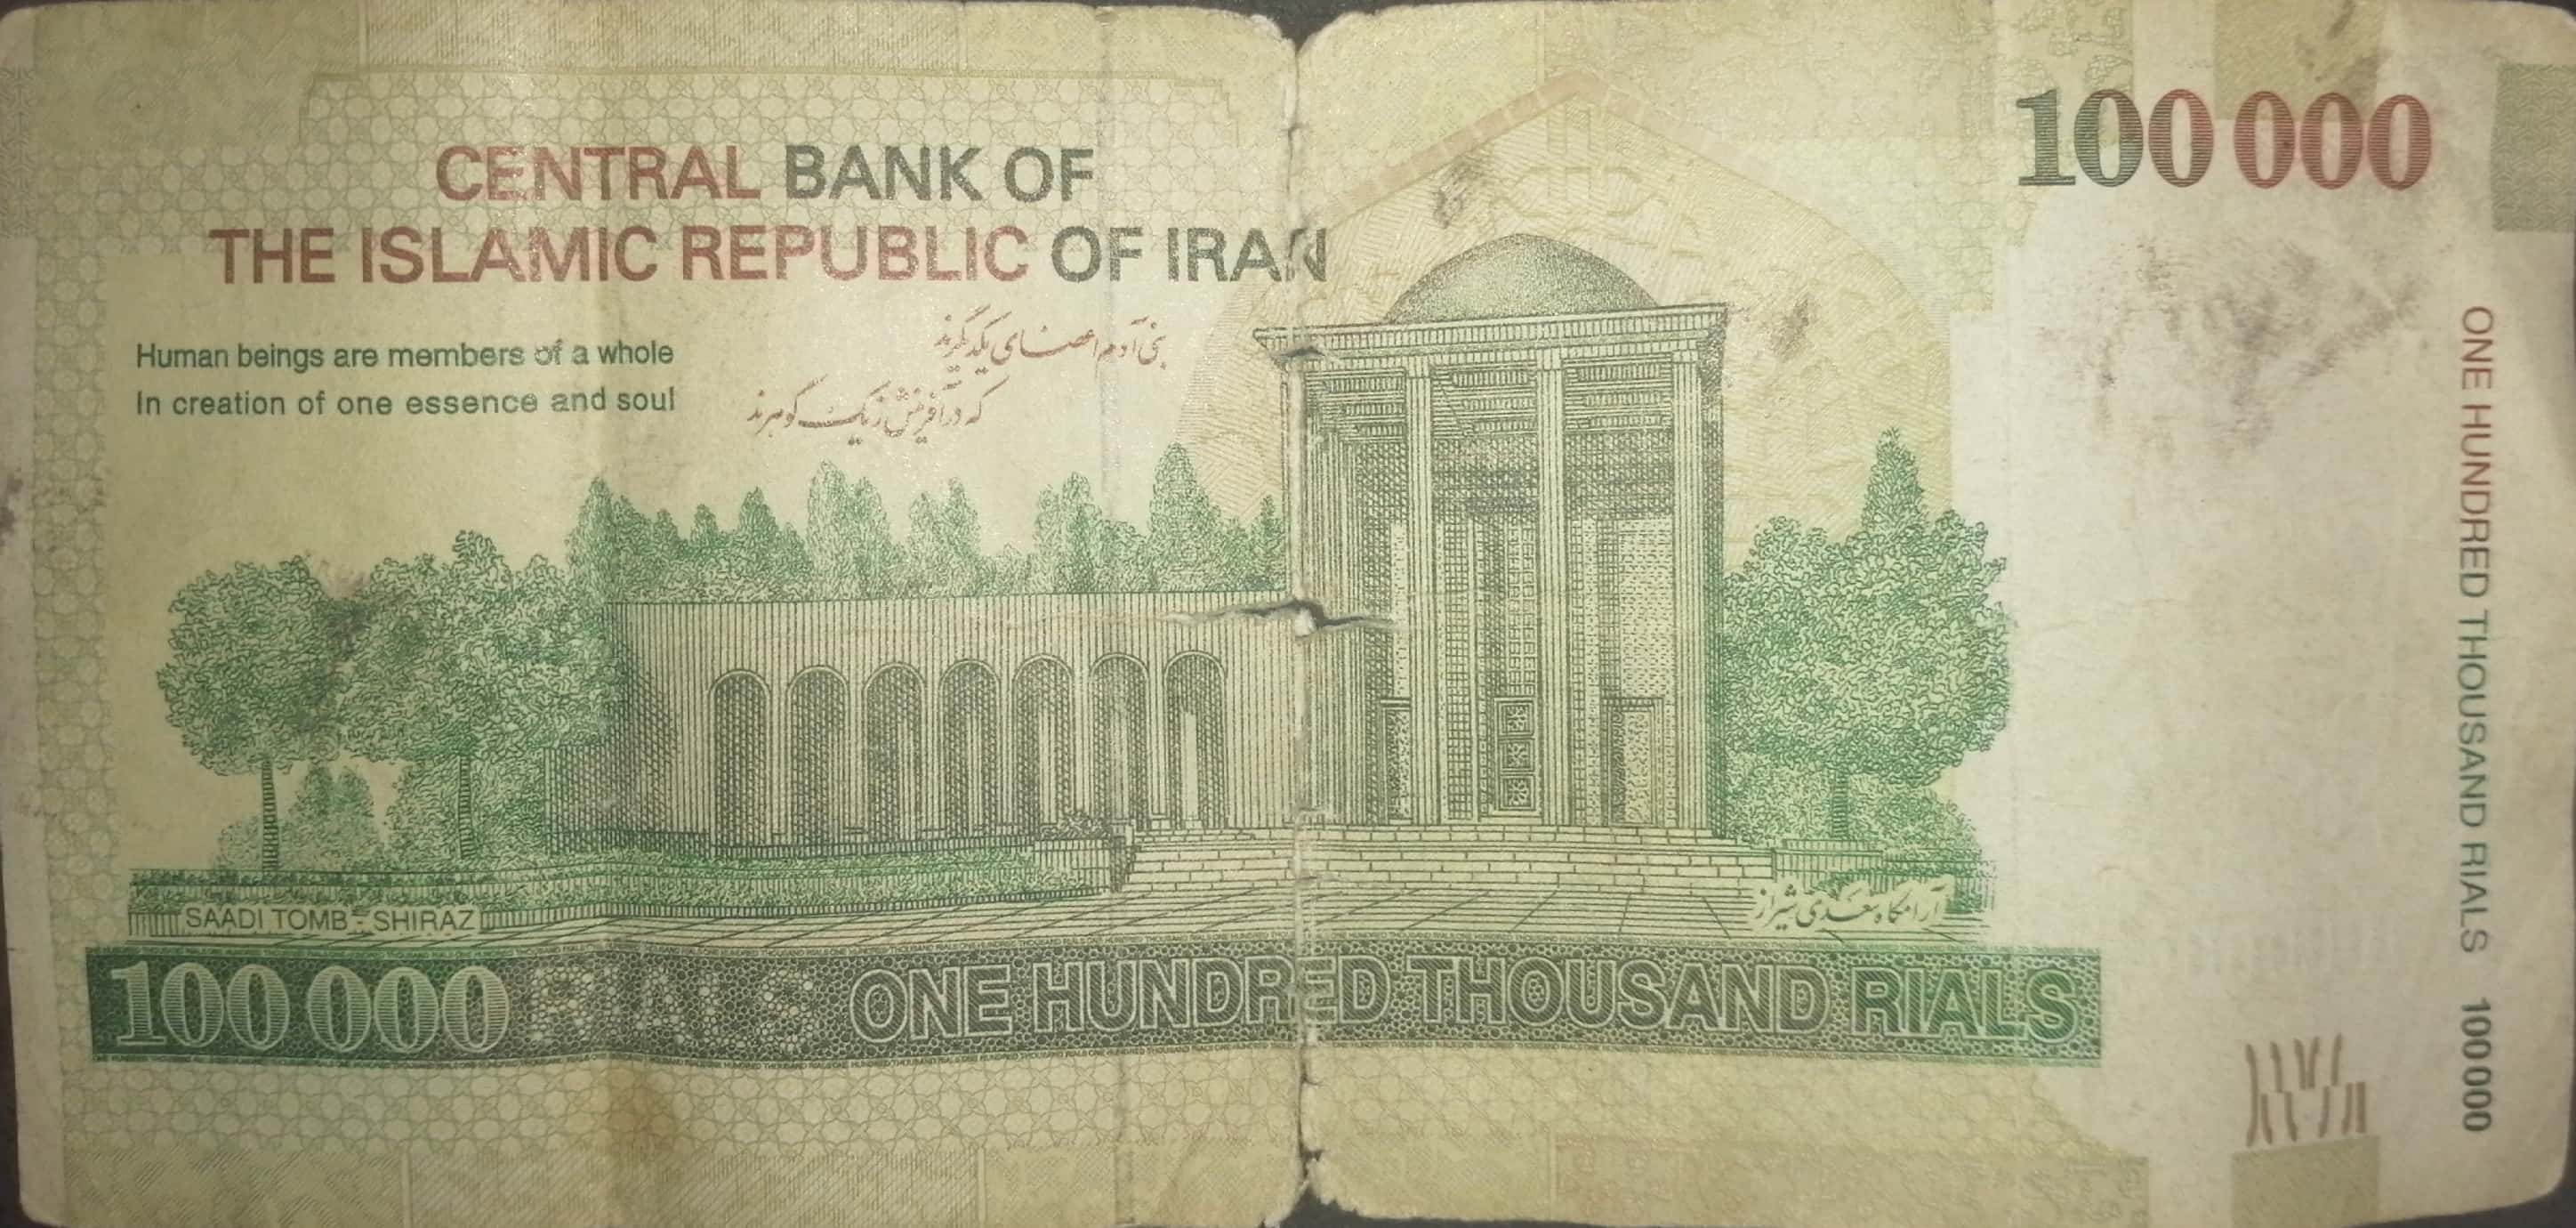 CENTRAL BANK OF
THE ISLAMIC REPUBLIC OF IRAN
100 000
Human beings are members of a whole
In creation of one essence and soul
بنی آدم اعضای یکدیگرند
که در آفرینش ز یک گوهرند
SAADI TOMB - SHIRAZ
آرامگاه سعدی شیراز
100 000 RIALS ONE HUNDRED THOUSAND RIALS
ONE HUNDRED THOUSAND RIALS 100000